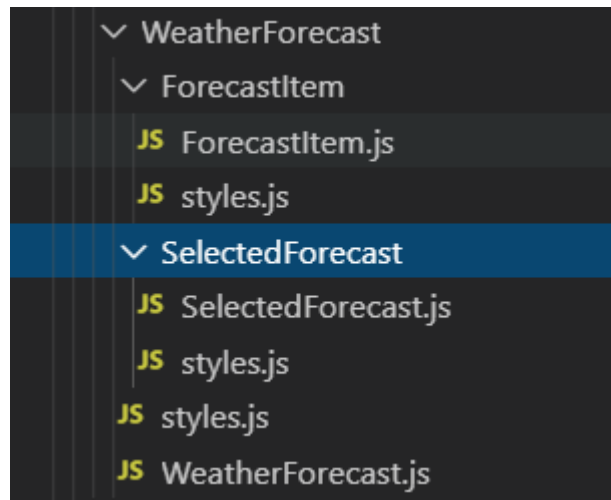 WeatherForecast
ForecastItem
JS ForecastItem.js
JS styles.js
SelectedForecast
JS SelectedForecast.js
JS styles.js
JS styles.js
JS WeatherForecast.js